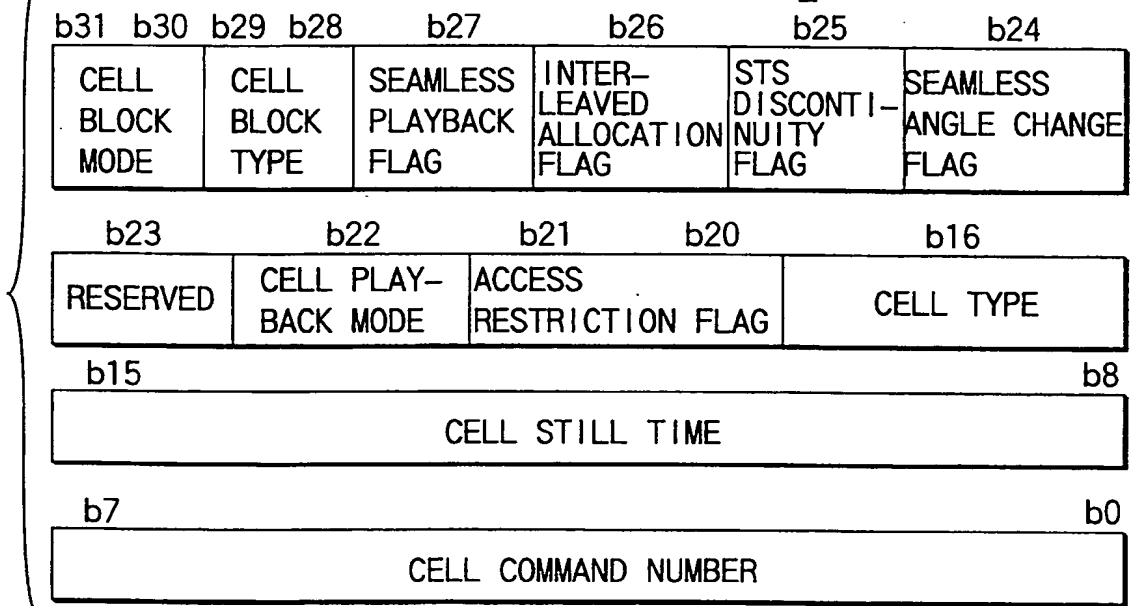 b31 b30 b29 b28 b27 b26 b25 b24
CELL BLOCK MODE
CELL BLOCK TYPE
SEAMLESS PLAYBACK FLAG
INTER-
LEAVED
ALLOCATION
FLAG
STS
DISCONTI-
NUITY
FLAG
SEAMLESS
ANGLE CHANGE
FLAG
b23 b22 b21 b20 b16
RESERVED
CELL PLAY-
BACK MODE
ACCESS
RESTRICTION FLAG
CELL TYPE
b15 b8
CELL STILL TIME
b7 b0
CELL COMMAND NUMBER